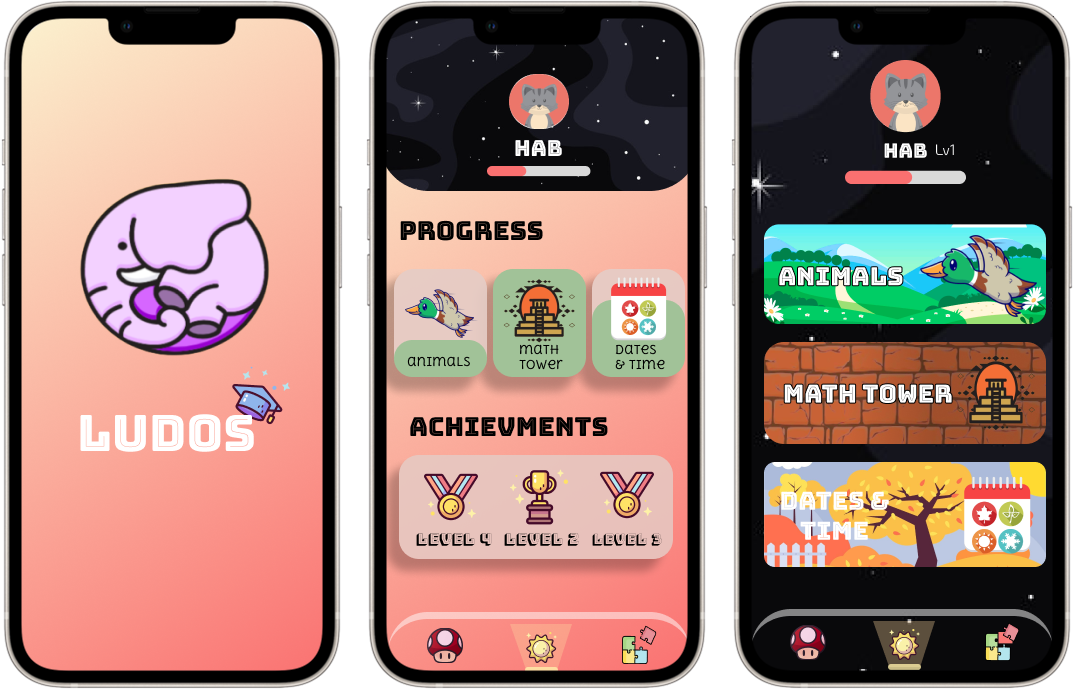 LUDOS
HAB
PROGRESS
ANIMALS
MATH
TOWER
DATES
& TIME
ACHIEVMENTS
LEVEL 4 LEVEL 2 LEVEL 3
HAB Lv1
ANIMALS
MATH TOWER
DATES &
TIME